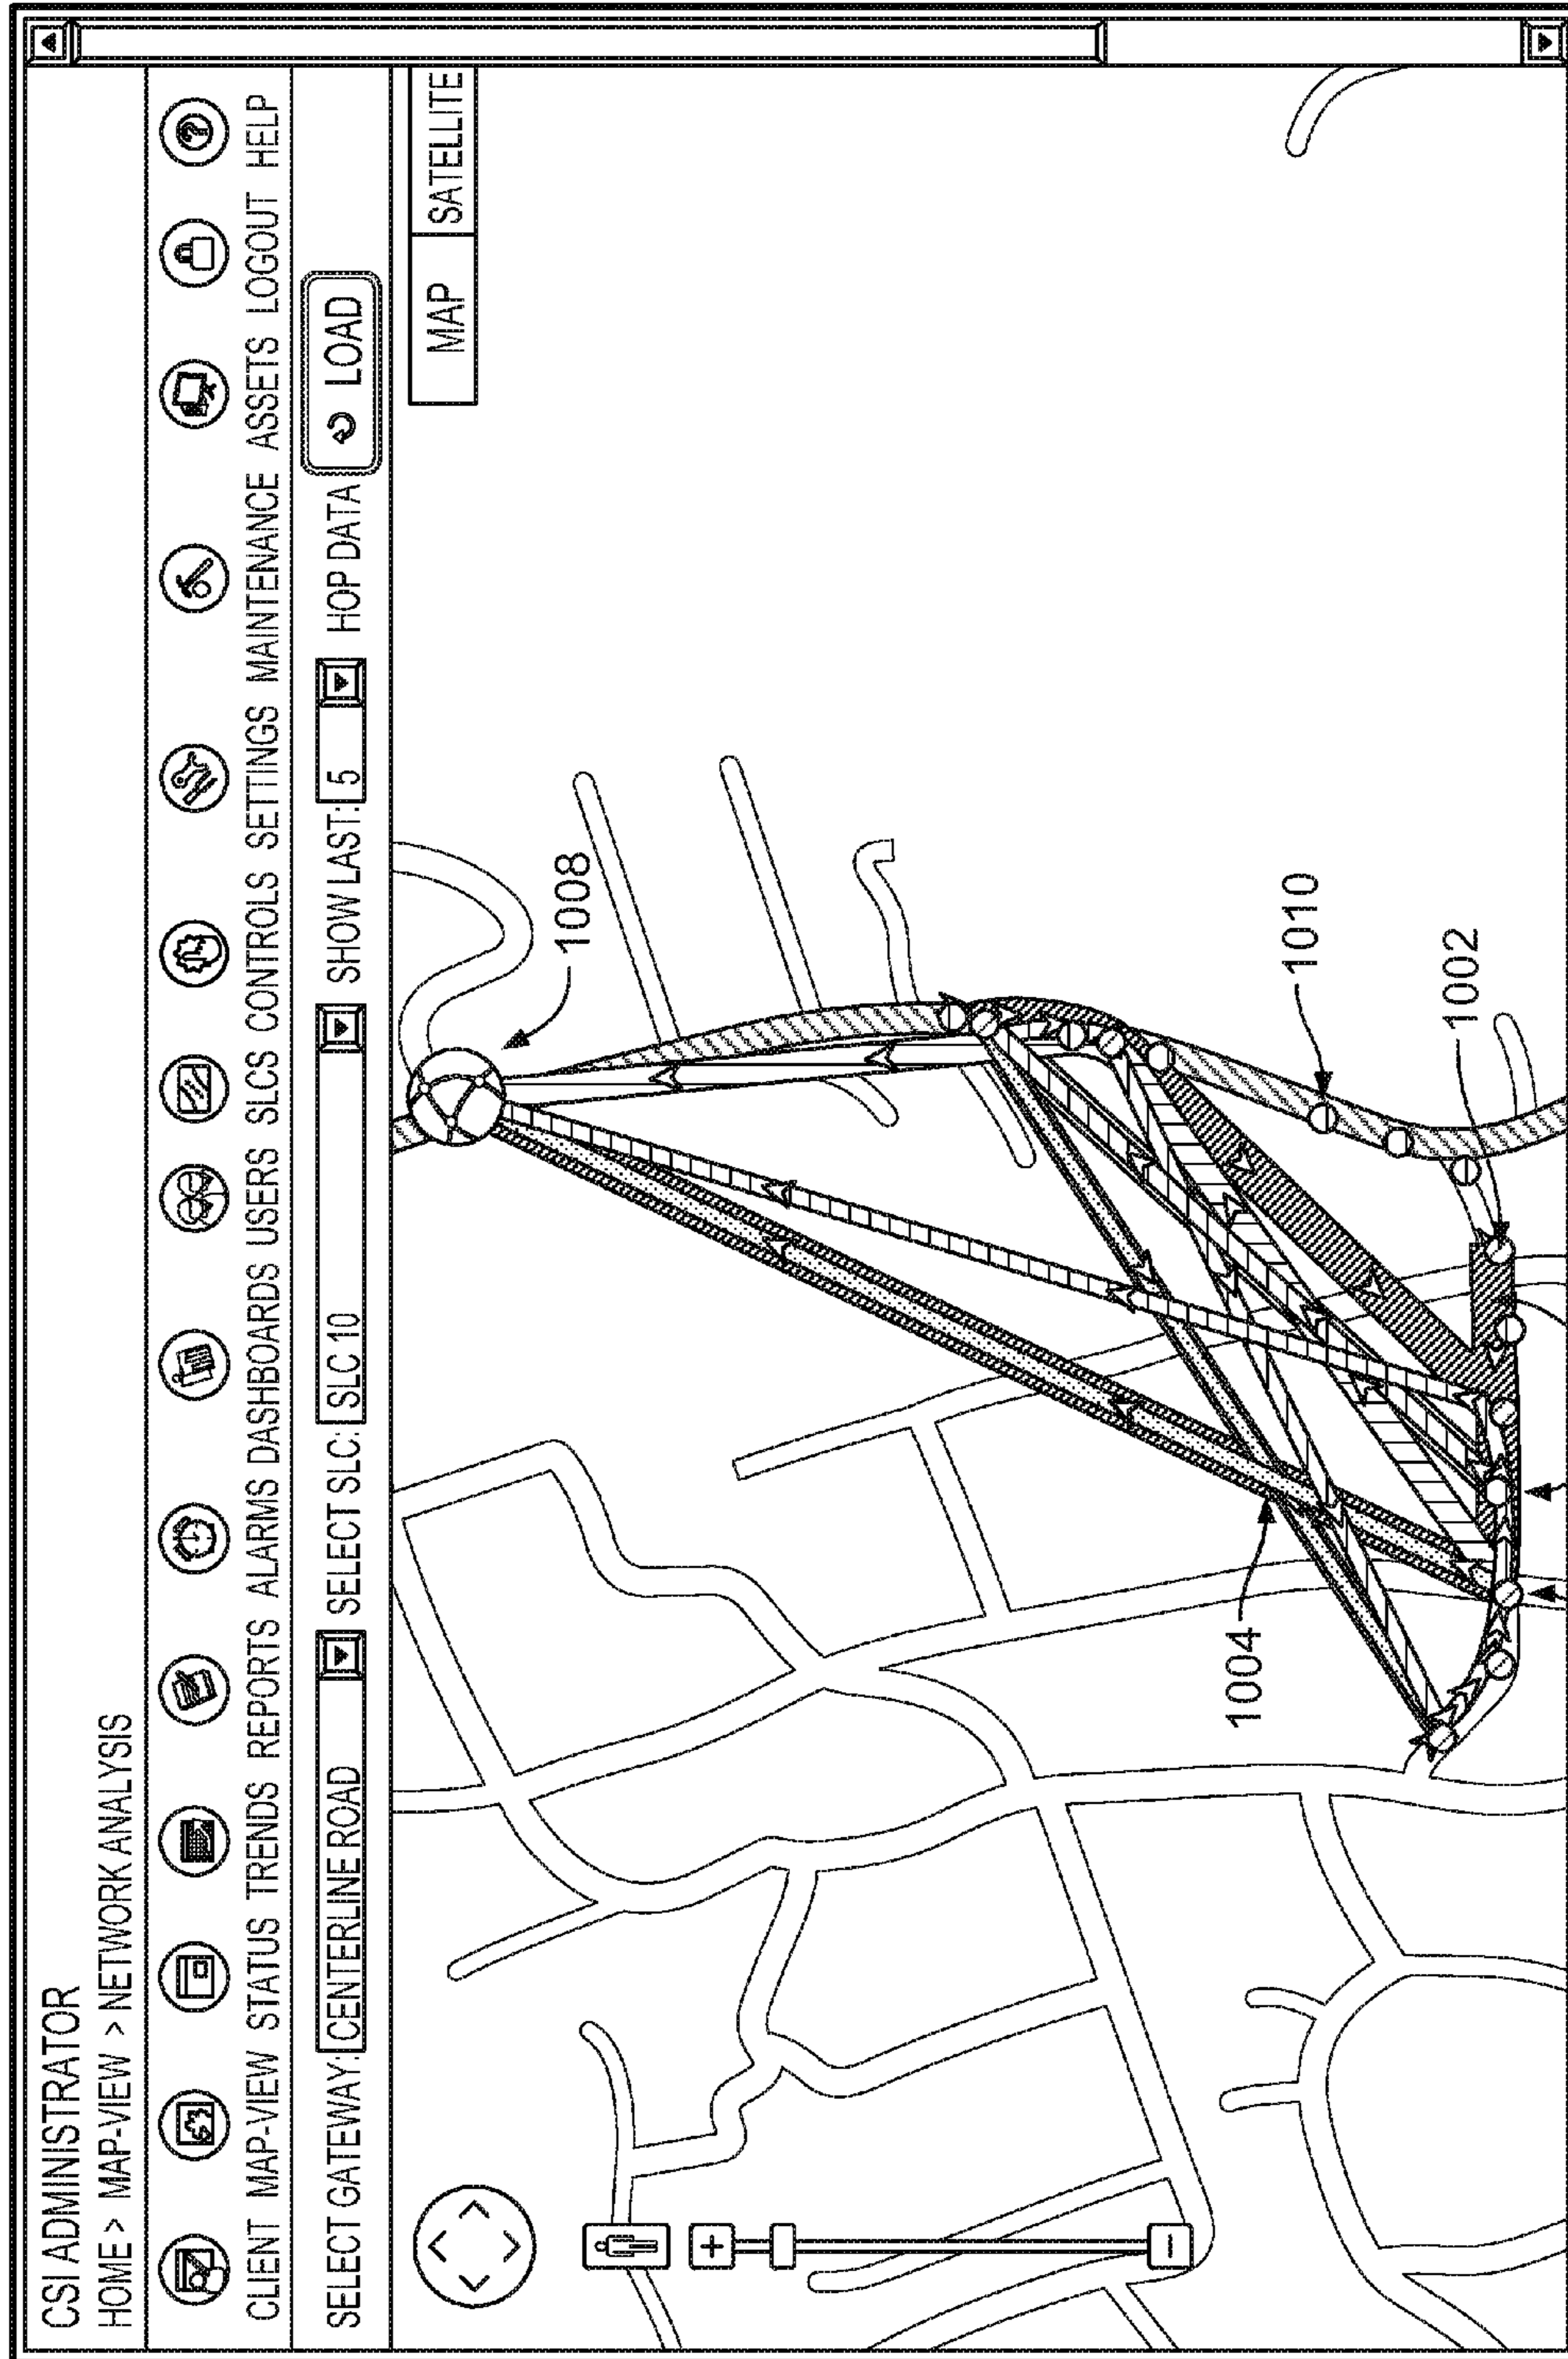 CSI ADMINISTRATOR
HOME > MAP-VIEW > NETWORK ANALYSIS
CLIENT MAP-VIEW STATUS TRENDS REPORTS ALARMS DASHBOARDS USERS SLCS CONTROLS SETTINGS MAINTENANCE ASSETS LOGOUT HELP
SELECT GATEWAY: CENTERLINE ROAD SELECT SLC: SLC 10 SHOW LAST: 5 HOP DATA LOAD
MAP SATELLITE
1008
1004
1010
1002